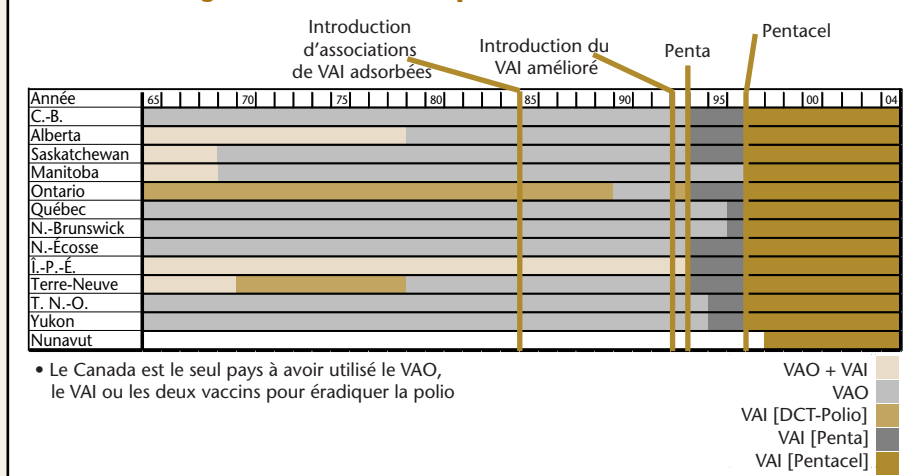 Introduction
d'associations
de VAI adsorbées
Introduction du
VAI amélioré
Penta
Pentacel
Année 65 70 75 80 85 90 95 00 04
C.-B.
Alberta
Saskatchewan
Manitoba
Ontario
Québec
N.-Brunswick
N.-Écosse
Î.-P.-É.
Terre-Neuve
T. N.-O.
Yukon
Nunavut
• Le Canada est le seul pays à avoir utilisé le VAO,
le VAI ou les deux vaccins pour éradiquer la polio
VAO + VAI
VAO
VAI [DCT-Polio]
VAI [Penta]
VAI [Pentacel]